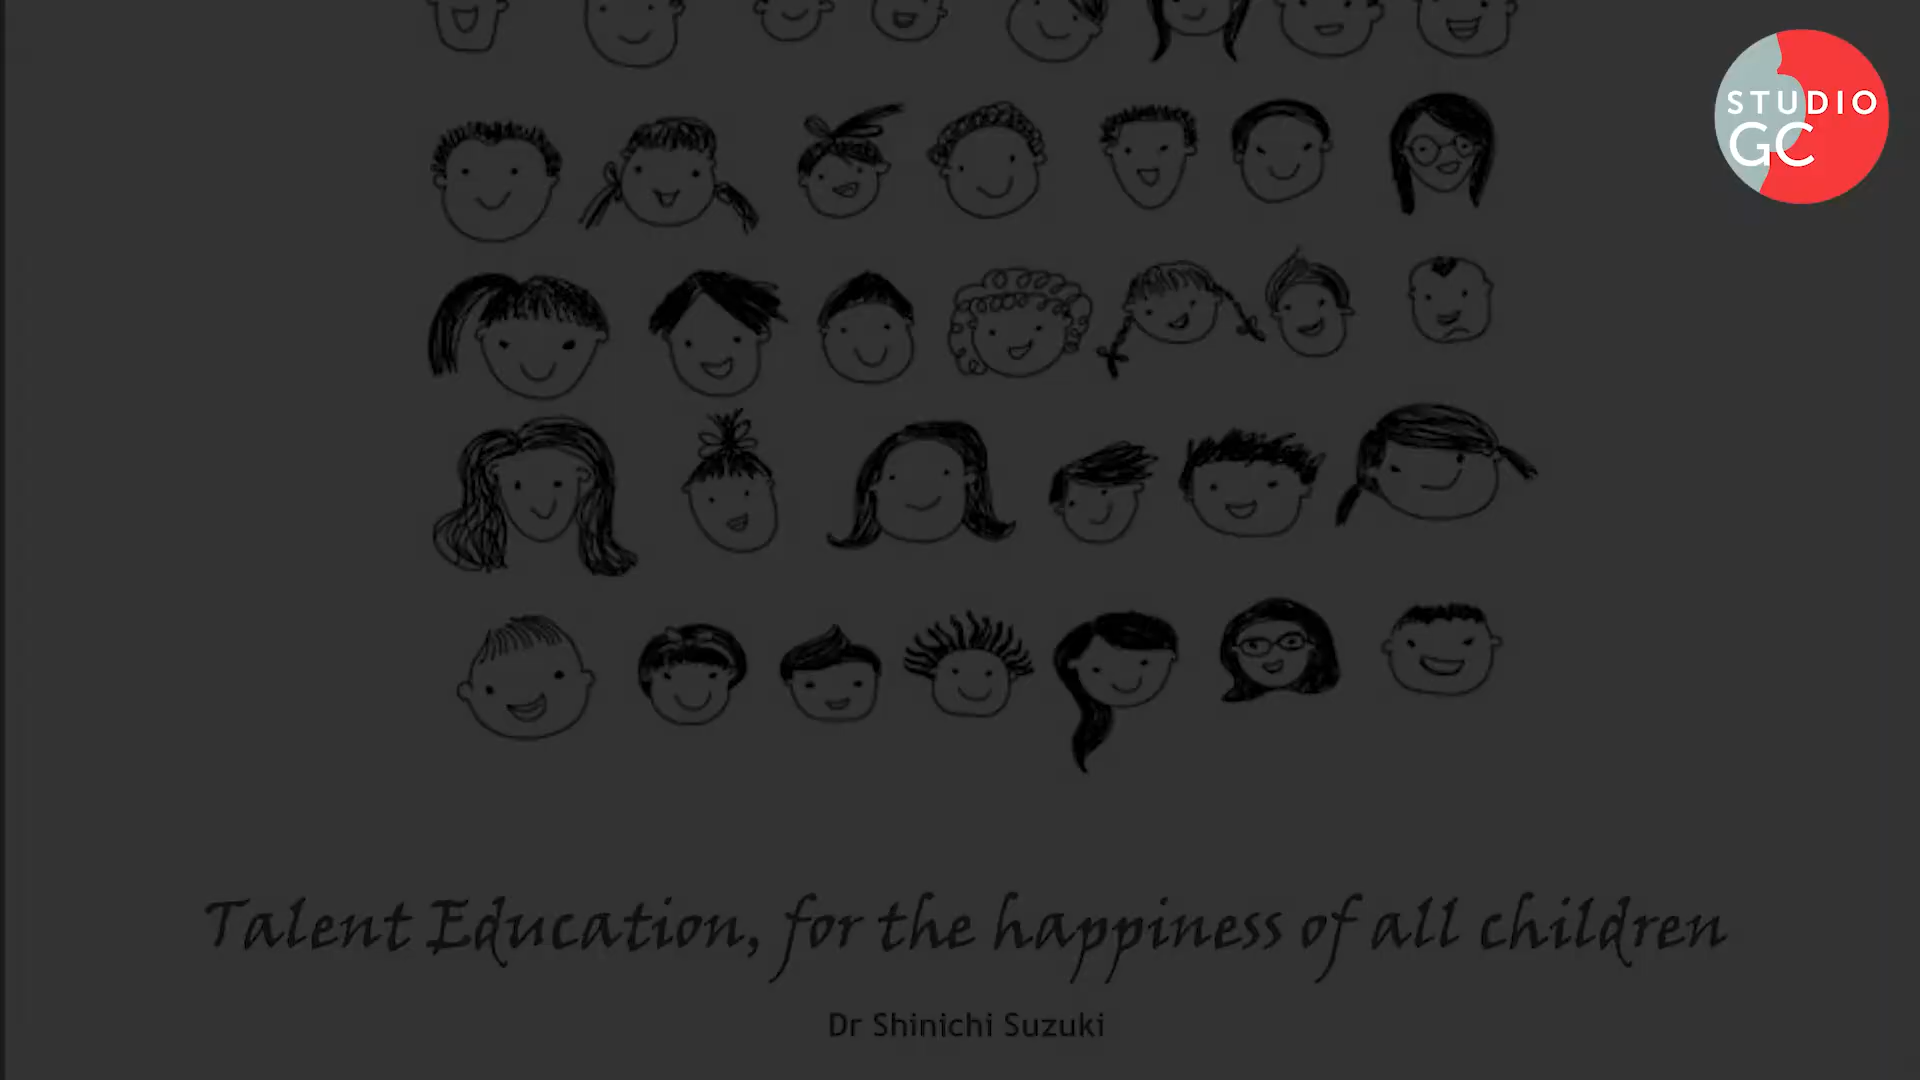 STUDIO
GC
Talent Education, for the happiness of all children
Dr Shinichi Suzuki